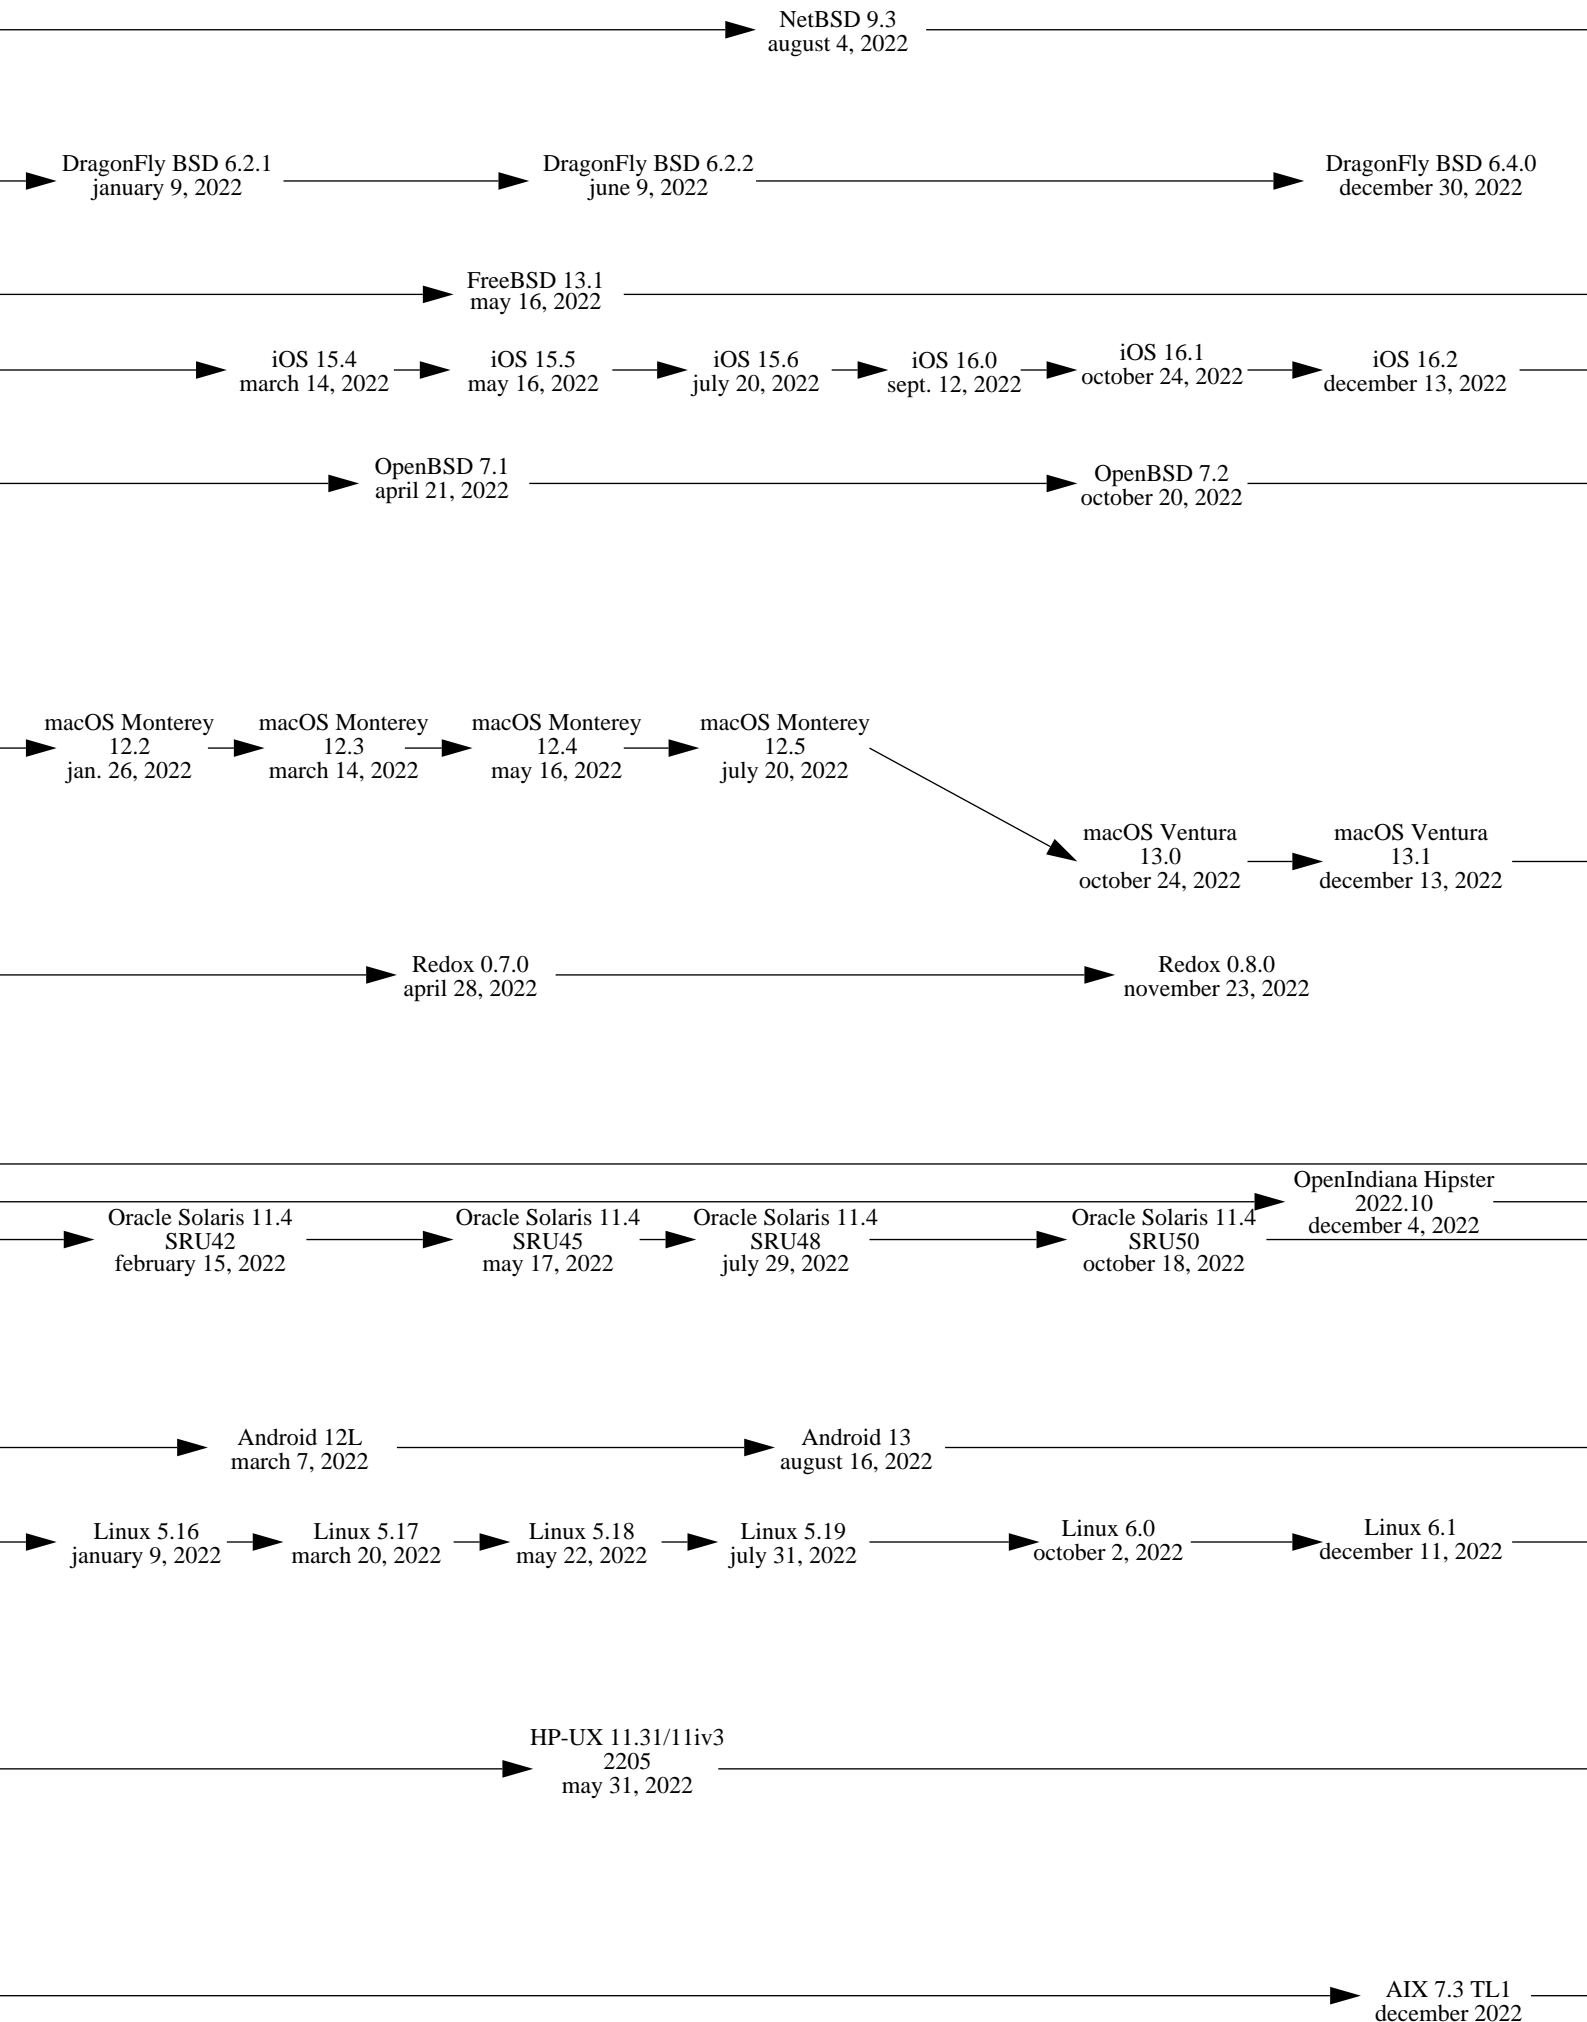 NetBSD 9.3
august 4, 2022
DragonFly BSD 6.2.1
january 9, 2022
DragonFly BSD 6.2.2
june 9, 2022
DragonFly BSD 6.4.0
december 30, 2022
FreeBSD 13.1
may 16, 2022
iOS 15.4
march 14, 2022
iOS 15.5
may 16, 2022
iOS 15.6
july 20, 2022
iOS 16.0
sept. 12, 2022
iOS 16.1
october 24, 2022
iOS 16.2
december 13, 2022
OpenBSD 7.1
april 21, 2022
OpenBSD 7.2
october 20, 2022
macOS Monterey
12.2
jan. 26, 2022
macOS Monterey
12.3
march 14, 2022
macOS Monterey
12.4
may 16, 2022
macOS Monterey
12.5
july 20, 2022
macOS Ventura
13.0
october 24, 2022
macOS Ventura
13.1
december 13, 2022
Redox 0.7.0
april 28, 2022
Redox 0.8.0
november 23, 2022
OpenIndiana Hipster
2022.10
december 4, 2022
Oracle Solaris 11.4
SRU42
february 15, 2022
Oracle Solaris 11.4
SRU45
may 17, 2022
Oracle Solaris 11.4
SRU48
july 29, 2022
Oracle Solaris 11.4
SRU50
october 18, 2022
Android 12L
march 7, 2022
Android 13
august 16, 2022
Linux 5.16
january 9, 2022
Linux 5.17
march 20, 2022
Linux 5.18
may 22, 2022
Linux 5.19
july 31, 2022
Linux 6.0
october 2, 2022
Linux 6.1
december 11, 2022
HP-UX 11.31/11iv3
2205
may 31, 2022
AIX 7.3 TL1
december 2022